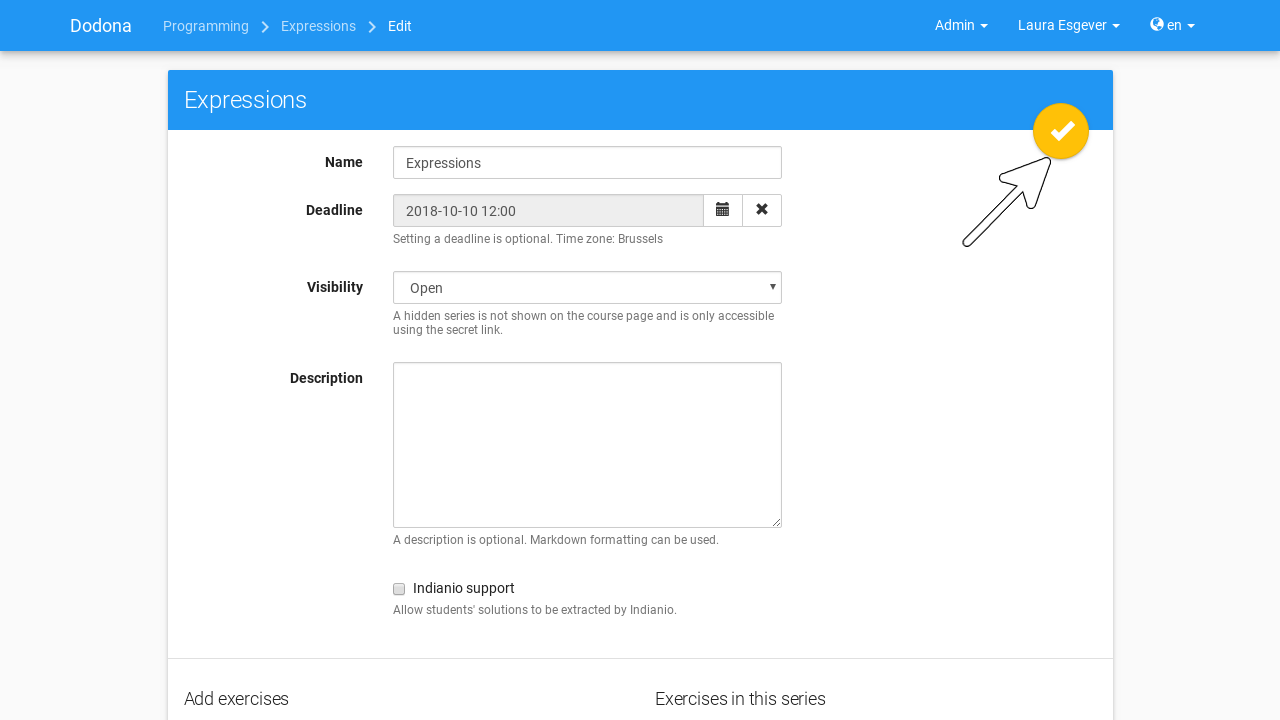 Dodona Programming Expressions Edit Admin Laura Esgever en
Expressions
Name Expressions
Deadline 2018-10-10 12:00
Setting a deadline is optional. Time zone: Brussels
Visibility Open
A hidden series is not shown on the course page and is only accessible
using the secret link.
Description
A description is optional. Markdown formatting can be used.
Indianio support
Allow students' solutions to be extracted by Indianio.
Add exercises Exercises in this series